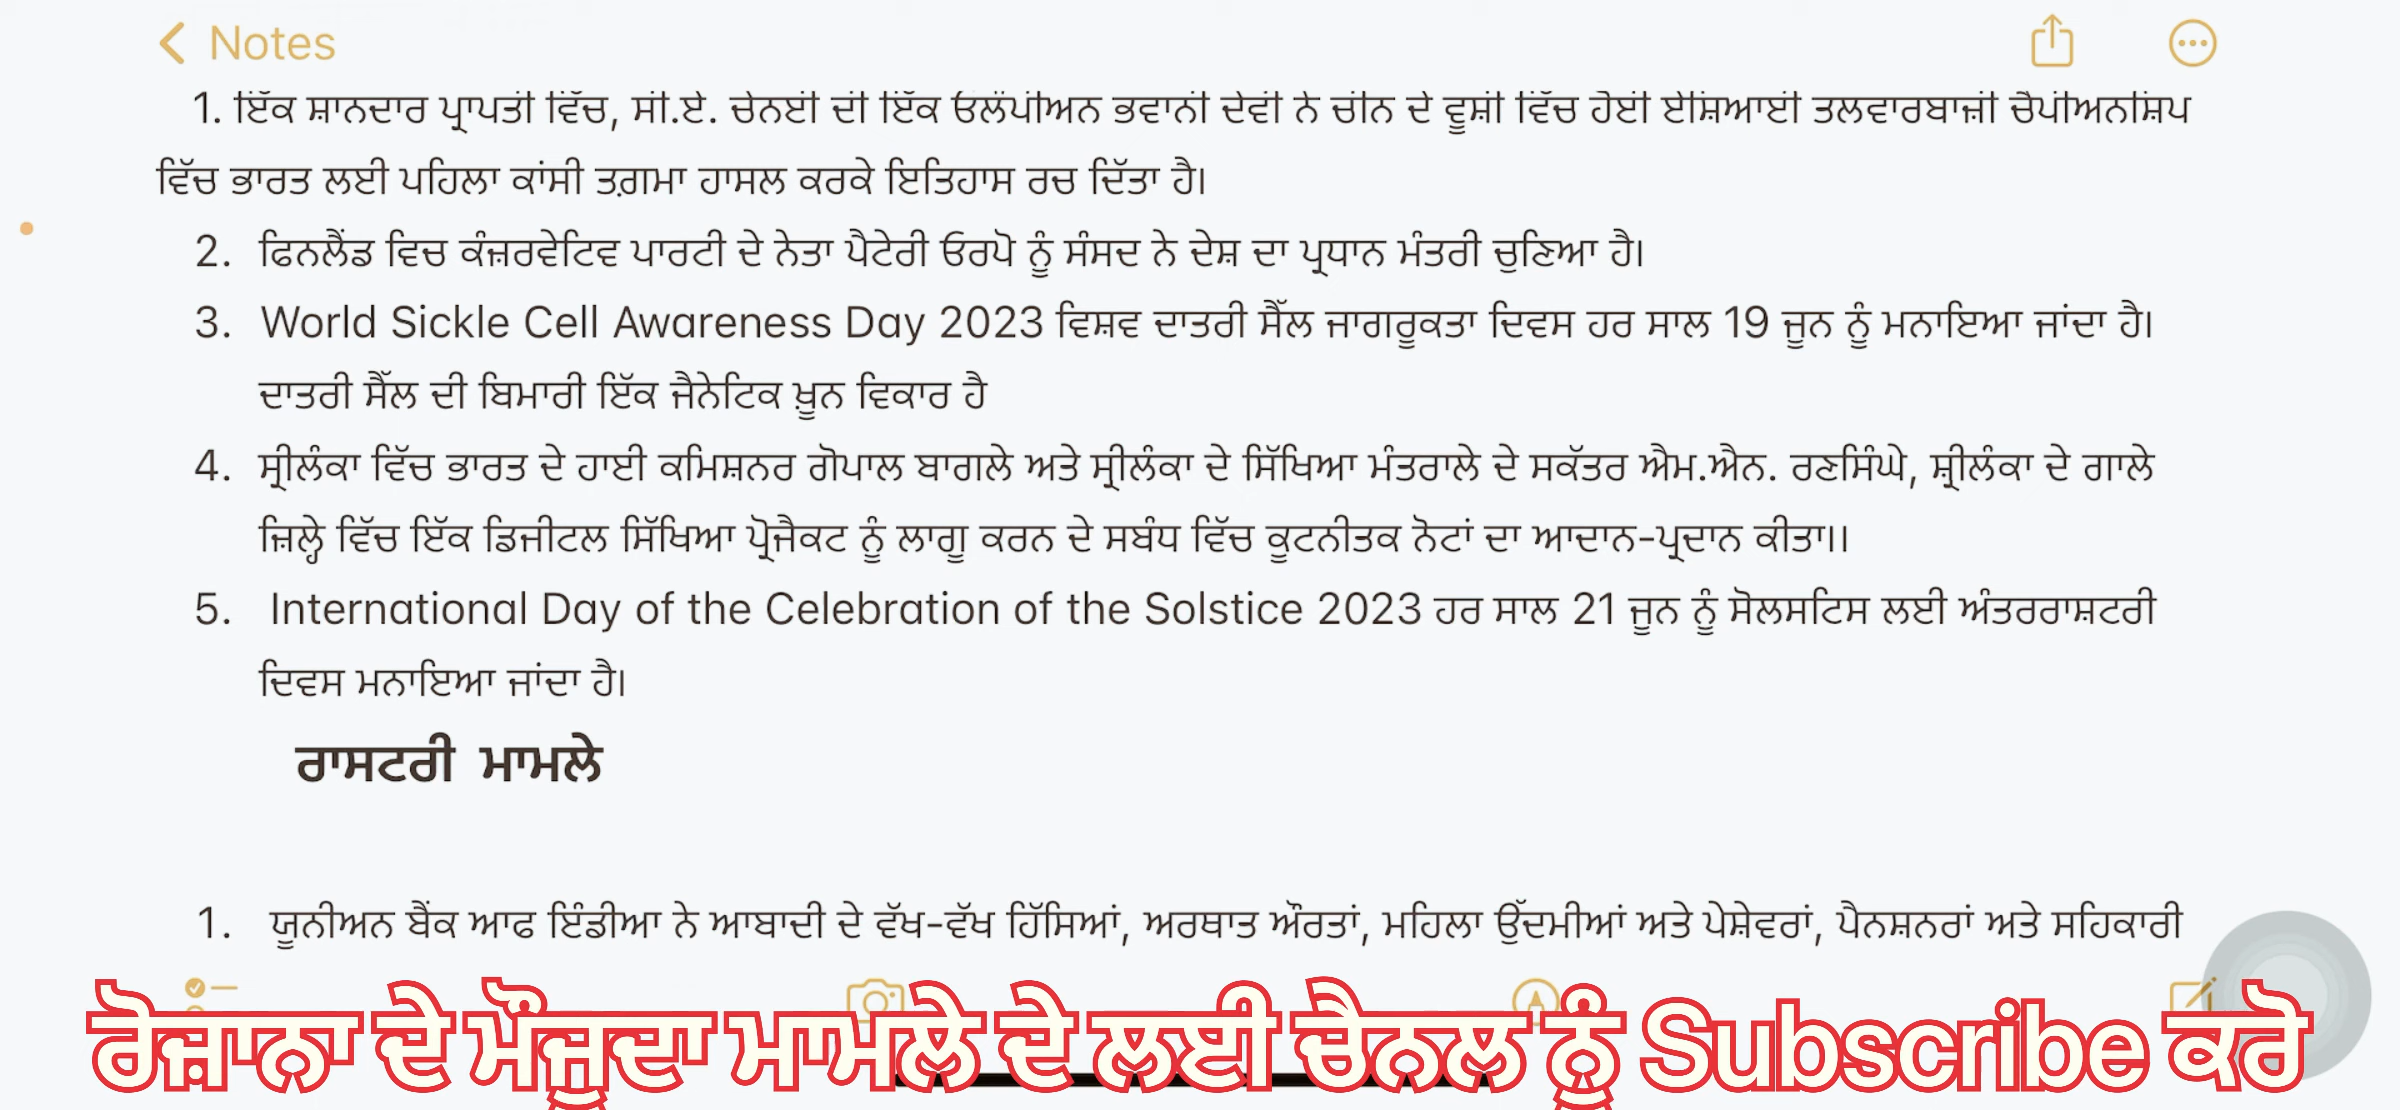 Notes
1. ਇੱਕ ਸ਼ਾਨਦਾਰ ਪ੍ਰਾਪਤੀ ਵਿੱਚ, ਸੀ.ਏ. ਚੇਨਈ ਦੀ ਇੱਕ ਓਲੰਪੀਅਨ ਭਵਾਨੀ ਦੇਵੀ ਨੇ ਚੀਨ ਦੇ ਵੂਸ਼ੀ ਵਿੱਚ ਹੋਈ ਏਸ਼ਿਆਈ ਤਲਵਾਰਬਾਜ਼ੀ ਚੈਂਪੀਅਨਸ਼ਿਪ
ਵਿੱਚ ਭਾਰਤ ਲਈ ਪਹਿਲਾ ਕਾਂਸੀ ਤਗ਼ਮਾ ਹਾਸਲ ਕਰਕੇ ਇਤਿਹਾਸ ਰਚ ਦਿੱਤਾ ਹੈ।
2. ਫਿਨਲੈਂਡ ਵਿਚ ਕੰਜ਼ਰਵੇਟਿਵ ਪਾਰਟੀ ਦੇ ਨੇਤਾ ਪੈਟੇਰੀ ਓਰਪੋ ਨੂੰ ਸੰਸਦ ਨੇ ਦੇਸ਼ ਦਾ ਪ੍ਰਧਾਨ ਮੰਤਰੀ ਚੁਣਿਆ ਹੈ।
3. World Sickle Cell Awareness Day 2023 ਵਿਸ਼ਵ ਦਾਤਰੀ ਸੈੱਲ ਜਾਗਰੂਕਤਾ ਦਿਵਸ ਹਰ ਸਾਲ 19 ਜੂਨ ਨੂੰ ਮਨਾਇਆ ਜਾਂਦਾ ਹੈ।
ਦਾਤਰੀ ਸੈੱਲ ਦੀ ਬਿਮਾਰੀ ਇੱਕ ਜੈਨੇਟਿਕ ਖ਼ੂਨ ਵਿਕਾਰ ਹੈ
4. ਸ੍ਰੀਲੰਕਾ ਵਿੱਚ ਭਾਰਤ ਦੇ ਹਾਈ ਕਮਿਸ਼ਨਰ ਗੋਪਾਲ ਬਾਗਲੇ ਅਤੇ ਸ੍ਰੀਲੰਕਾ ਦੇ ਸਿੱਖਿਆ ਮੰਤਰਾਲੇ ਦੇ ਸਕੱਤਰ ਐਮ.ਐਨ. ਰਣਸਿੰਘੇ, ਸ਼੍ਰੀਲੰਕਾ ਦੇ ਗਾਲੇ
ਜ਼ਿਲ੍ਹੇ ਵਿੱਚ ਇੱਕ ਡਿਜੀਟਲ ਸਿੱਖਿਆ ਪ੍ਰੋਜੈਕਟ ਨੂੰ ਲਾਗੂ ਕਰਨ ਦੇ ਸਬੰਧ ਵਿੱਚ ਕੂਟਨੀਤਕ ਨੋਟਾਂ ਦਾ ਆਦਾਨ-ਪ੍ਰਦਾਨ ਕੀਤਾ।।
5. International Day of the Celebration of the Solstice 2023 ਹਰ ਸਾਲ 21 ਜੂਨ ਨੂੰ ਸੋਲਸਟਿਸ ਲਈ ਅੰਤਰਰਾਸ਼ਟਰੀ
ਦਿਵਸ ਮਨਾਇਆ ਜਾਂਦਾ ਹੈ।
ਰਾਸਟਰੀ ਮਾਮਲੇ
1. ਯੂਨੀਅਨ ਬੈਂਕ ਆਫ ਇੰਡੀਆ ਨੇ ਆਬਾਦੀ ਦੇ ਵੱਖ-ਵੱਖ ਹਿੱਸਿਆਂ, ਅਰਥਾਤ ਔਰਤਾਂ, ਮਹਿਲਾ ਉੱਦਮੀਆਂ ਅਤੇ ਪੇਸ਼ੇਵਰਾਂ, ਪੈਨਸ਼ਨਰਾਂ ਅਤੇ ਸਹਿਕਾਰੀ
ਰੋਜ਼ਾਨਾ ਦੇ ਮੌਜੂਦਾ ਮਾਮਲੇ ਦੇ ਲਈ ਚੈਨਲ ਨੂੰ Subscribe ਕਰੋ